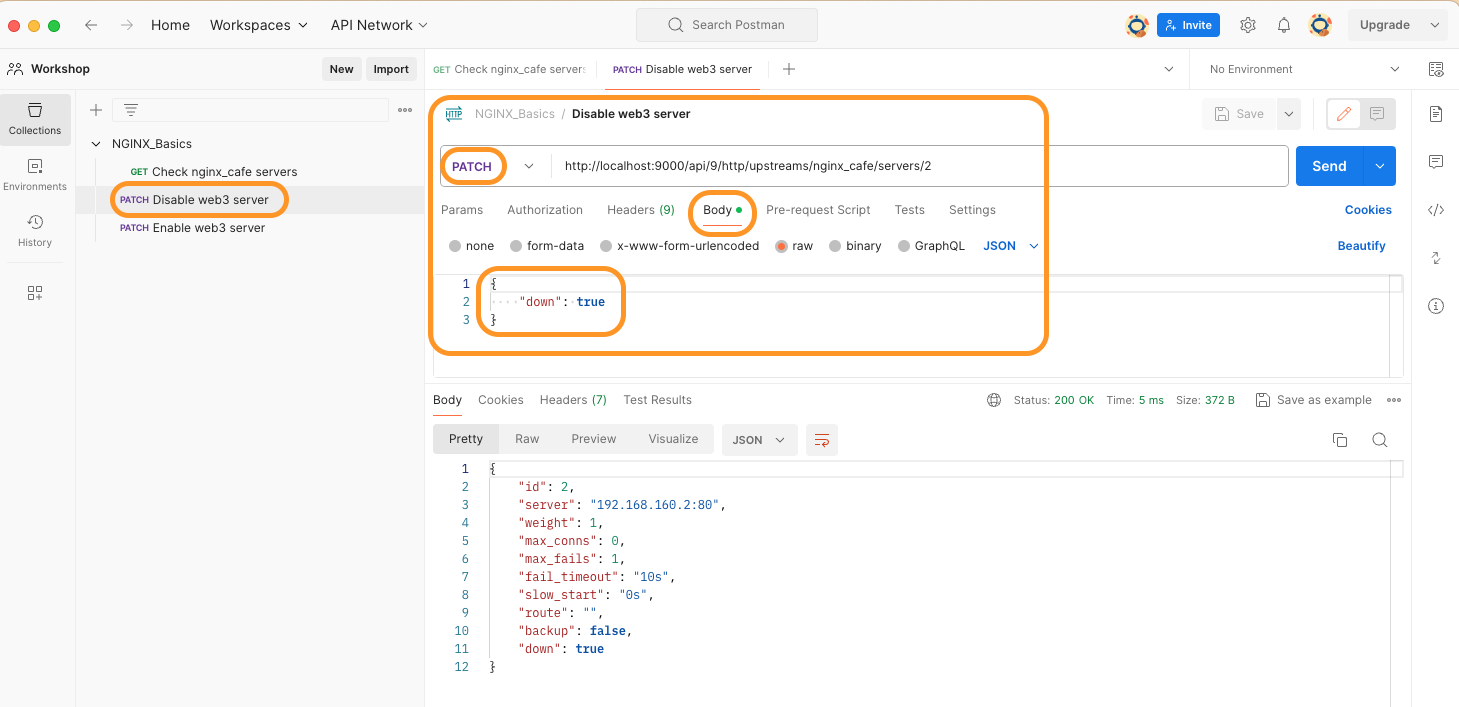 Home Workspaces API Network Search Postman Invite Upgrade
Workshop New Import GET Check nginx_cafe servers PATCH Disable web3 server No Environment
Collections
Environments
History
NGINX_Basics
GET Check nginx_cafe servers
PATCH Disable web3 server
PATCH Enable web3 server
HTTP NGINX_Basics / Disable web3 server Save
PATCH http://localhost:9000/api/9/http/upstreams/nginx_cafe/servers/2 Send
Params Authorization Headers (9) Body Pre-request Script Tests Settings Cookies
none form-data x-www-form-urlencoded raw binary GraphQL JSON Beautify
1 {
2 "down": true
3 }
Body Cookies Headers (7) Test Results Status: 200 OK Time: 5 ms Size: 372 B Save as example
Pretty Raw Preview Visualize JSON
1 {
2 "id": 2,
3 "server": "192.168.160.2:80",
4 "weight": 1,
5 "max_conns": 0,
6 "max_fails": 1,
7 "fail_timeout": "10s",
8 "slow_start": "0s",
9 "route": "",
10 "backup": false,
11 "down": true
12 }